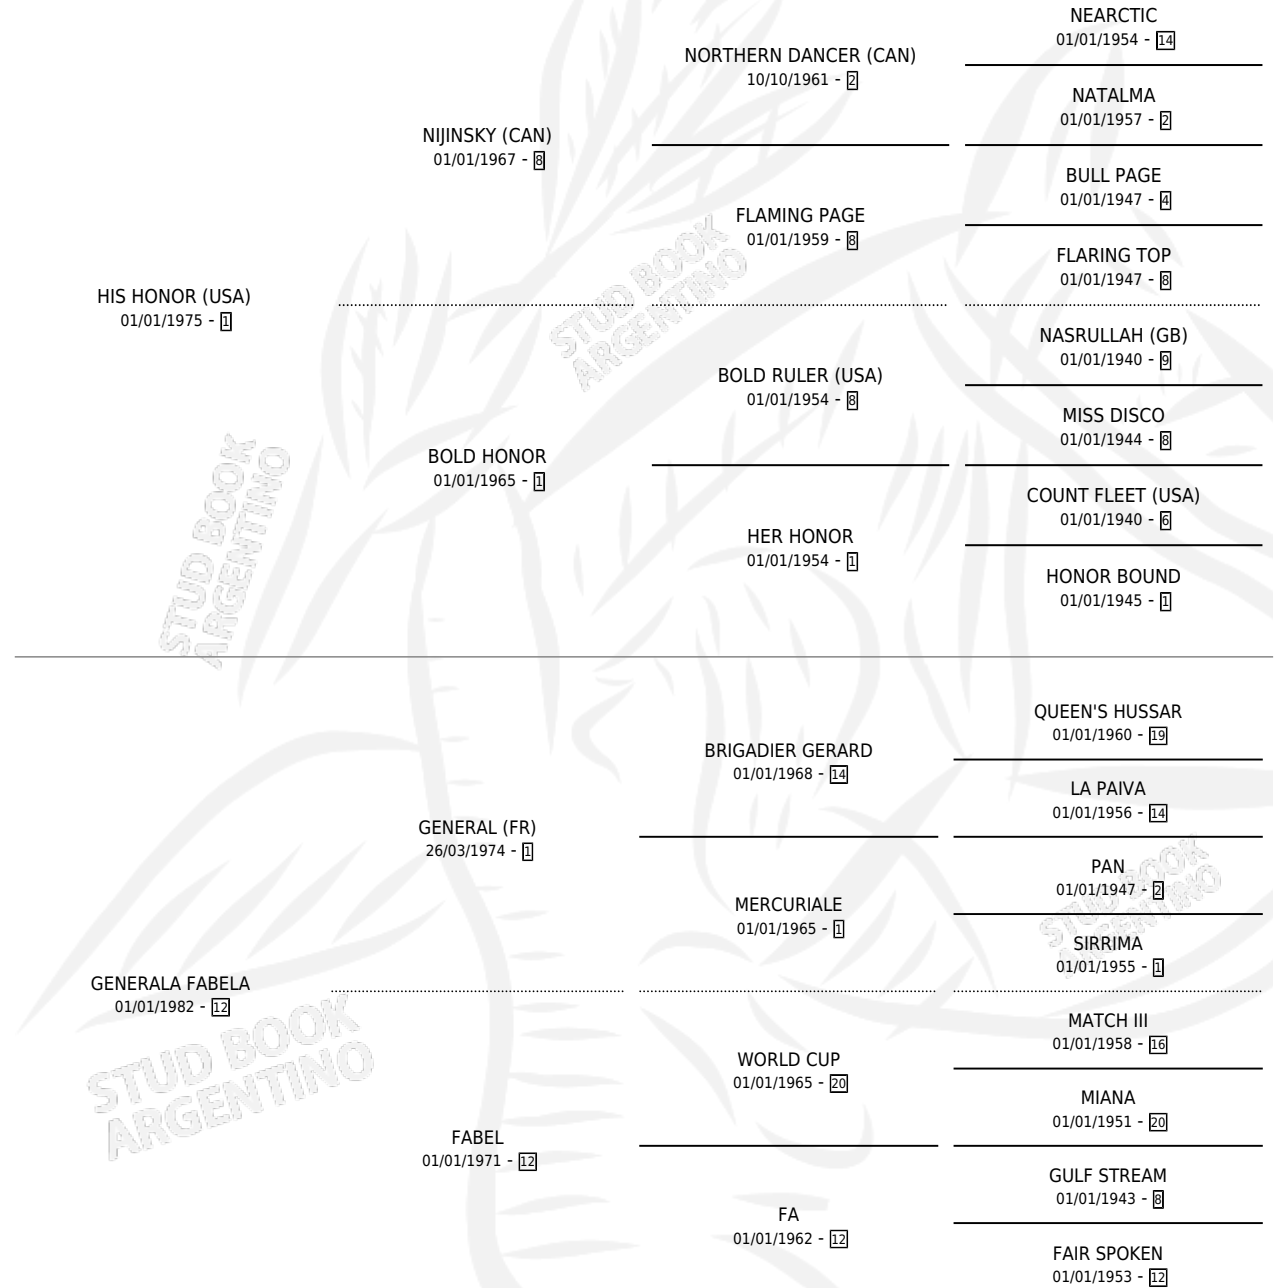 NEARCTIC
01/01/1954 - 14
NORTHERN DANCER (CAN)
10/10/1961 - 2
NATALMA
01/01/1957 - 2
NIJINSKY (CAN)
01/01/1967 - 8
BULL PAGE
01/01/1947 - 4
FLAMING PAGE
01/01/1959 - 8
FLARING TOP
01/01/1947 - 8
HIS HONOR (USA)
01/01/1975 - 1
NASRULLAH (GB)
01/01/1940 - 9
BOLD RULER (USA)
01/01/1954 - 8
MISS DISCO
01/01/1944 - 8
BOLD HONOR
01/01/1965 - 1
COUNT FLEET (USA)
01/01/1940 - 6
HER HONOR
01/01/1954 - 1
HONOR BOUND
01/01/1945 - 1
STUD BOOK
ARGENTINO
STUD BOOK
ARGENTINO
QUEEN'S HUSSAR
01/01/1960 - 19
BRIGADIER GERARD
01/01/1968 - 14
LA PAIVA
01/01/1956 - 14
GENERAL (FR)
26/03/1974 - 1
PAN
01/01/1947 - 2
MERCURIALE
01/01/1965 - 1
SIRRIMA
01/01/1955 - 1
GENERALA FABELA
01/01/1982 - 12
MATCH III
01/01/1958 - 16
WORLD CUP
01/01/1965 - 20
MIANA
01/01/1951 - 20
FABEL
01/01/1971 - 12
GULF STREAM
01/01/1943 - 8
FA
01/01/1962 - 12
FAIR SPOKEN
01/01/1953 - 12
STUD BOOK
ARGENTINO
STUD BOOK
ARGENTINO